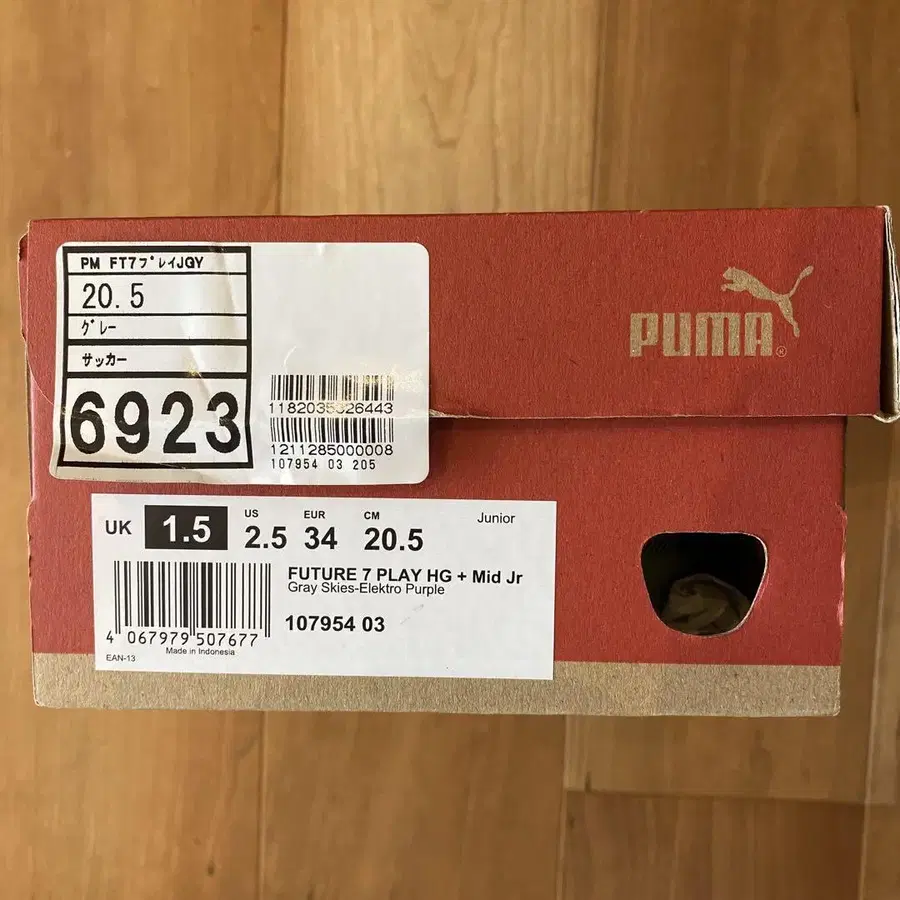 PM FT7プレイJGY
20.5
グレー
サッカー
6923
1182035326443
1211285000008
107954 03 205
PUMA®
UK 1.5 US 2.5 EUR 34 CM 20.5 Junior
FUTURE 7 PLAY HG + Mid Jr
Gray Skies-Elektro Purple
107954 03
4 067979 507677
Made in Indonesia
EAN-13